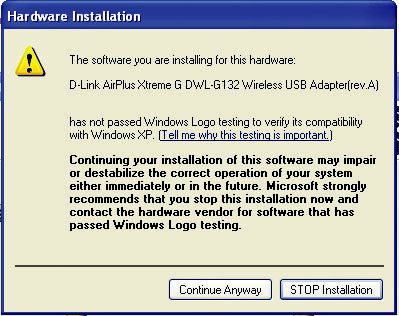 Hardware Installation
The software you are installing for this hardware:
D-Link AirPlus Xtreme G DWL-G132 Wireless USB Adapter(rev.A)
has not passed Windows Logo testing to verify its compatibility
with Windows XP. (Tell me why this testing is important.)
Continuing your installation of this software may impair
or destabilize the correct operation of your system
either immediately or in the future. Microsoft strongly
recommends that you stop this installation now and
contact the hardware vendor for software that has
passed Windows Logo testing.
Continue Anyway STOP Installation